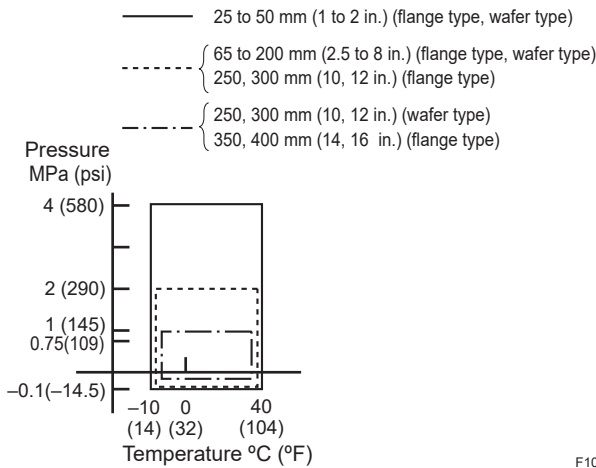 25 to 50 mm (1 to 2 in.) (flange type, wafer type)
65 to 200 mm (2.5 to 8 in.) (flange type, wafer type)
250, 300 mm (10, 12 in.) (flange type)
250, 300 mm (10, 12 in.) (wafer type)
350, 400 mm (14, 16 in.) (flange type)
Pressure
MPa (psi)
4 (580)
2 (290)
1 (145)
0.75(109)
–0.1(–14.5)
–10 0 40
(14) (32) (104)
Temperature ºC (ºF)